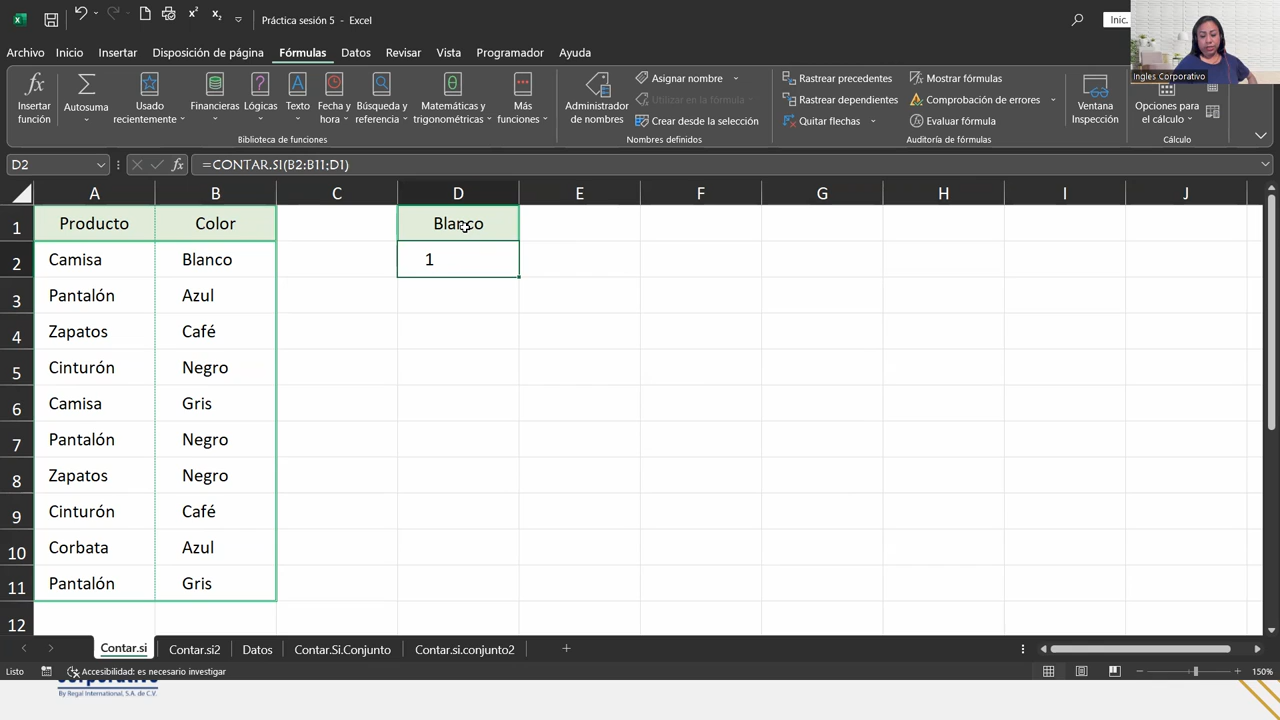 Práctica sesión 5 - Excel
Inic.
Ingles Corporativo
Archivo Inicio Insertar Disposición de página Fórmulas Datos Revisar Vista Programador Ayuda
Insertar función
Autosuma
Usado recientemente
Financieras
Lógicas
Texto
Fecha y hora
Búsqueda y referencia
Matemáticas y trigonométricas
Más funciones
Biblioteca de funciones
Administrador de nombres
Asignar nombre
Utilizar en la fórmula
Crear desde la selección
Nombres definidos
Rastrear precedentes
Rastrear dependientes
Quitar flechas
Mostrar fórmulas
Comprobación de errores
Evaluar fórmula
Auditoría de fórmulas
Ventana Inspección
Opciones para el cálculo
Cálculo
D2 fx =CONTAR.SI(B2:B11;D1)
A B C D E F G H I J
1 Producto Color Blanco
2 Camisa Blanco 1
3 Pantalón Azul
4 Zapatos Café
5 Cinturón Negro
6 Camisa Gris
7 Pantalón Negro
8 Zapatos Negro
9 Cinturón Café
10 Corbata Azul
11 Pantalón Gris
12
Contar.si Contar.si2 Datos Contar.Si.Conjunto Contar.si.conjunto2
Listo Accesibilidad: es necesario investigar 150%
By Regal International, S.A. de C.V.